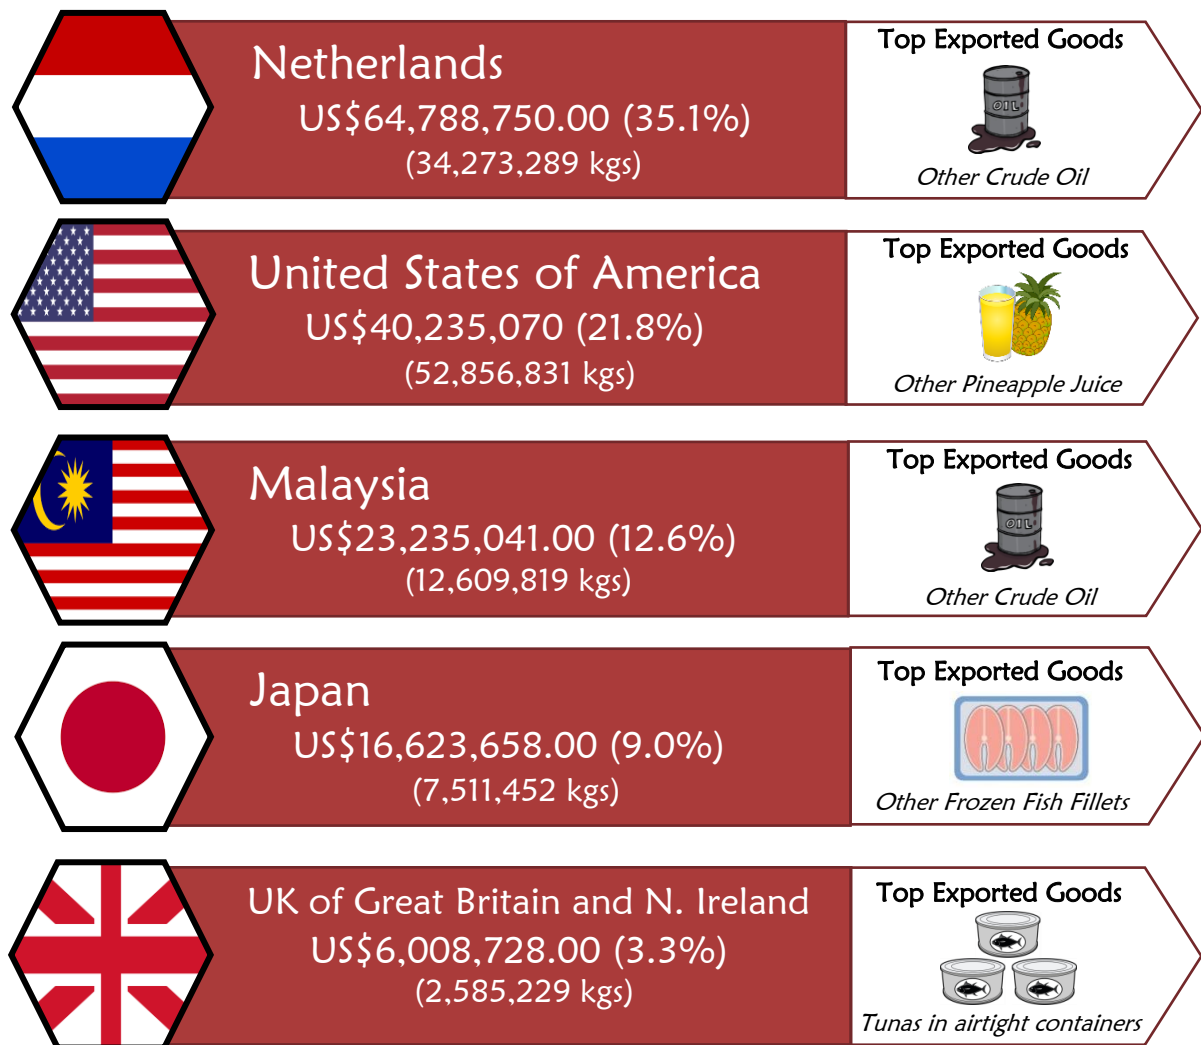 Netherlands
US$64,788,750.00 (35.1%)
(34,273,289 kgs)
Top Exported Goods
OIL
Other Crude Oil
United States of America
US$40,235,070 (21.8%)
(52,856,831 kgs)
Top Exported Goods
Other Pineapple Juice
Malaysia
US$23,235,041.00 (12.6%)
(12,609,819 kgs)
Top Exported Goods
OIL
Other Crude Oil
Japan
US$16,623,658.00 (9.0%)
(7,511,452 kgs)
Top Exported Goods
Other Frozen Fish Fillets
UK of Great Britain and N. Ireland
US$6,008,728.00 (3.3%)
(2,585,229 kgs)
Top Exported Goods
Tunas in airtight containers